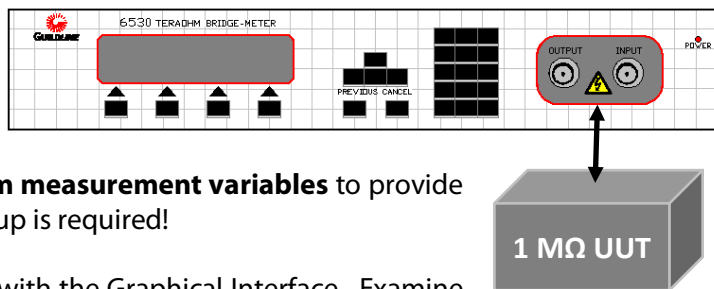 6530 TERAOHM BRIDGE-METER
GUILDLINE
OUTPUT INPUT
POWER
PREVIOUS CANCEL
m measurement variables to provide
up is required!
1 MΩ UUT
with the Graphical Interface. Examine